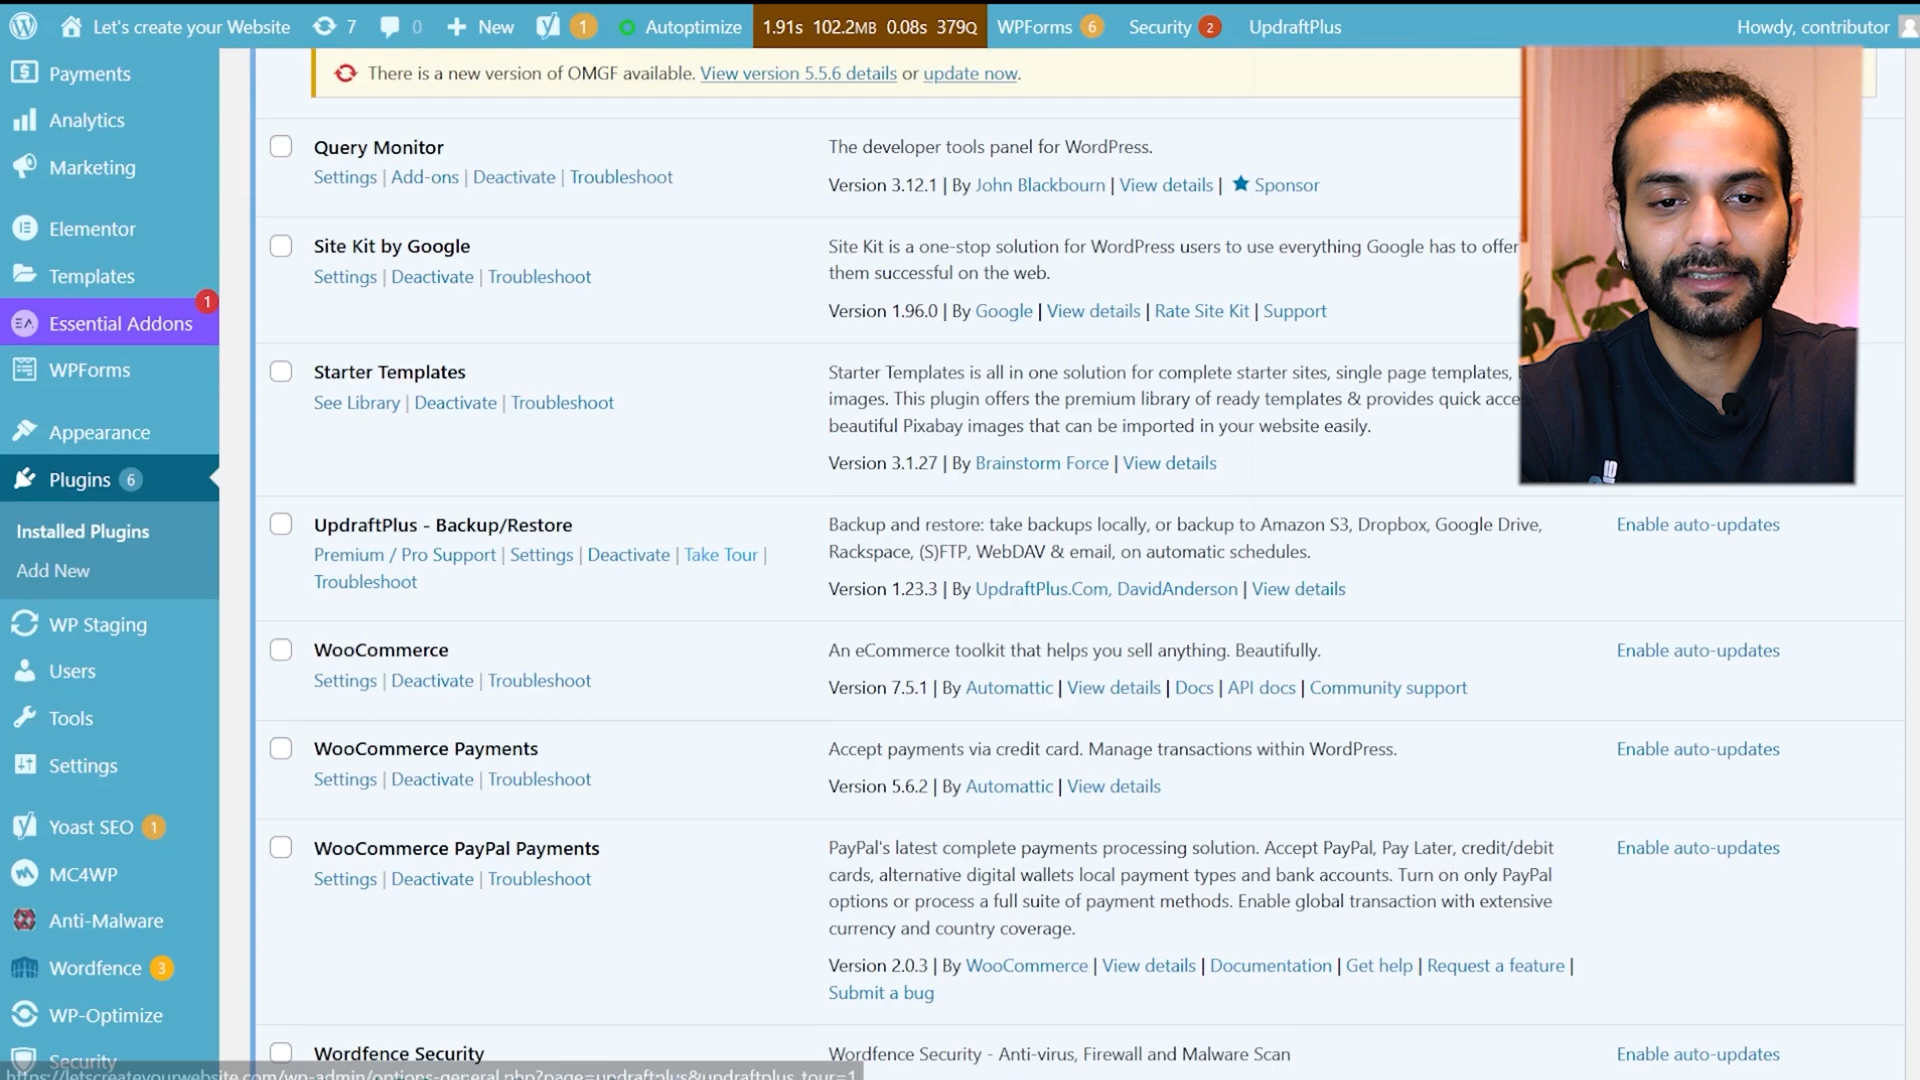 Let's create your Website 7 0 New 1 Autoptimize 1.91s 102.2MB 0.08s 379Q WPForms 6 Security 2 UpdraftPlus Howdy, contributor
Payments
Analytics
Marketing
Elementor
Templates
1
Essential Addons
WPForms
Appearance
Plugins 6
Installed Plugins
Add New
WP Staging
Users
Tools
Settings
Yoast SEO 1
MC4WP
Anti-Malware
Wordfence 3
WP-Optimize
Security
There is a new version of OMGF available. View version 5.5.6 details or update now.
Query Monitor
Settings | Add-ons | Deactivate | Troubleshoot
The developer tools panel for WordPress.
Version 3.12.1 | By John Blackbourn | View details | Sponsor
Site Kit by Google
Settings | Deactivate | Troubleshoot
Site Kit is a one-stop solution for WordPress users to use everything Google has to offer
them successful on the web.
Version 1.96.0 | By Google | View details | Rate Site Kit | Support
Starter Templates
See Library | Deactivate | Troubleshoot
Starter Templates is all in one solution for complete starter sites, single page templates,
images. This plugin offers the premium library of ready templates & provides quick acce
beautiful Pixabay images that can be imported in your website easily.
Version 3.1.27 | By Brainstorm Force | View details
UpdraftPlus - Backup/Restore
Premium / Pro Support | Settings | Deactivate | Take Tour |
Troubleshoot
Backup and restore: take backups locally, or backup to Amazon S3, Dropbox, Google Drive,
Rackspace, (S)FTP, WebDAV & email, on automatic schedules.
Version 1.23.3 | By UpdraftPlus.Com, DavidAnderson | View details
Enable auto-updates
WooCommerce
Settings | Deactivate | Troubleshoot
An eCommerce toolkit that helps you sell anything. Beautifully.
Version 7.5.1 | By Automattic | View details | Docs | API docs | Community support
Enable auto-updates
WooCommerce Payments
Settings | Deactivate | Troubleshoot
Accept payments via credit card. Manage transactions within WordPress.
Version 5.6.2 | By Automattic | View details
Enable auto-updates
WooCommerce PayPal Payments
Settings | Deactivate | Troubleshoot
PayPal's latest complete payments processing solution. Accept PayPal, Pay Later, credit/debit
cards, alternative digital wallets local payment types and bank accounts. Turn on only PayPal
options or process a full suite of payment methods. Enable global transaction with extensive
currency and country coverage.
Version 2.0.3 | By WooCommerce | View details | Documentation | Get help | Request a feature |
Submit a bug
Enable auto-updates
Wordfence Security
Wordfence Security - Anti-virus, Firewall and Malware Scan
Enable auto-updates
https://letscreateyourwebsite.com/wp-admin/options-general.php?page=updraftplus&updraftplus_tour=1